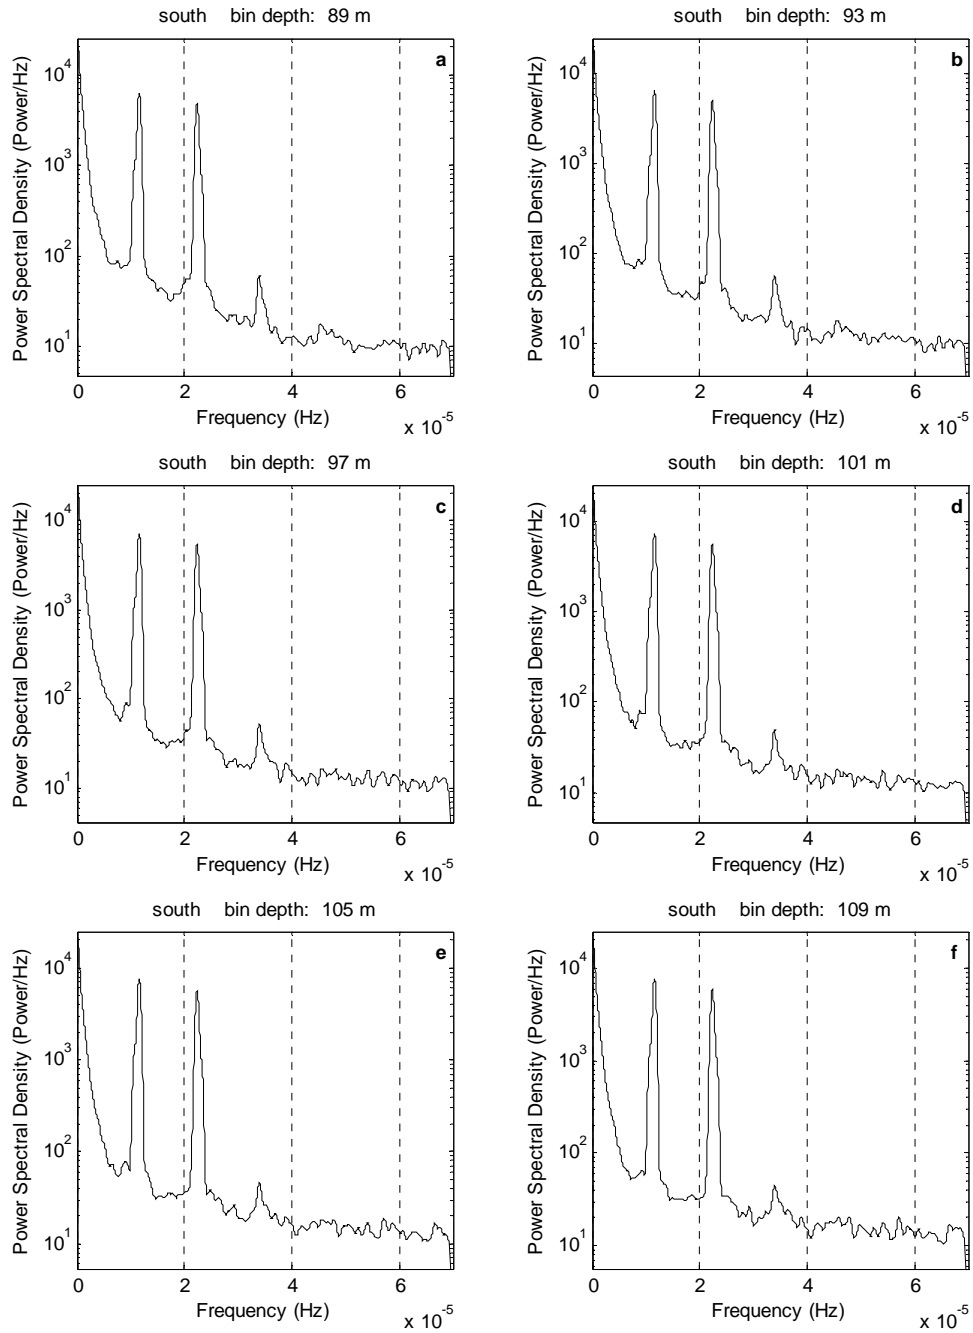 south bin depth: 89 m
a
Power Spectral Density (Power/Hz)
10^4
10^3
10^2
10^1
0 2 4 6
Frequency (Hz)
x 10^-5
south bin depth: 93 m
b
Power Spectral Density (Power/Hz)
10^4
10^3
10^2
10^1
0 2 4 6
Frequency (Hz)
x 10^-5
south bin depth: 97 m
c
Power Spectral Density (Power/Hz)
10^4
10^3
10^2
10^1
0 2 4 6
Frequency (Hz)
x 10^-5
south bin depth: 101 m
d
Power Spectral Density (Power/Hz)
10^4
10^3
10^2
10^1
0 2 4 6
Frequency (Hz)
x 10^-5
south bin depth: 105 m
e
Power Spectral Density (Power/Hz)
10^4
10^3
10^2
10^1
0 2 4 6
Frequency (Hz)
x 10^-5
south bin depth: 109 m
f
Power Spectral Density (Power/Hz)
10^4
10^3
10^2
10^1
0 2 4 6
Frequency (Hz)
x 10^-5